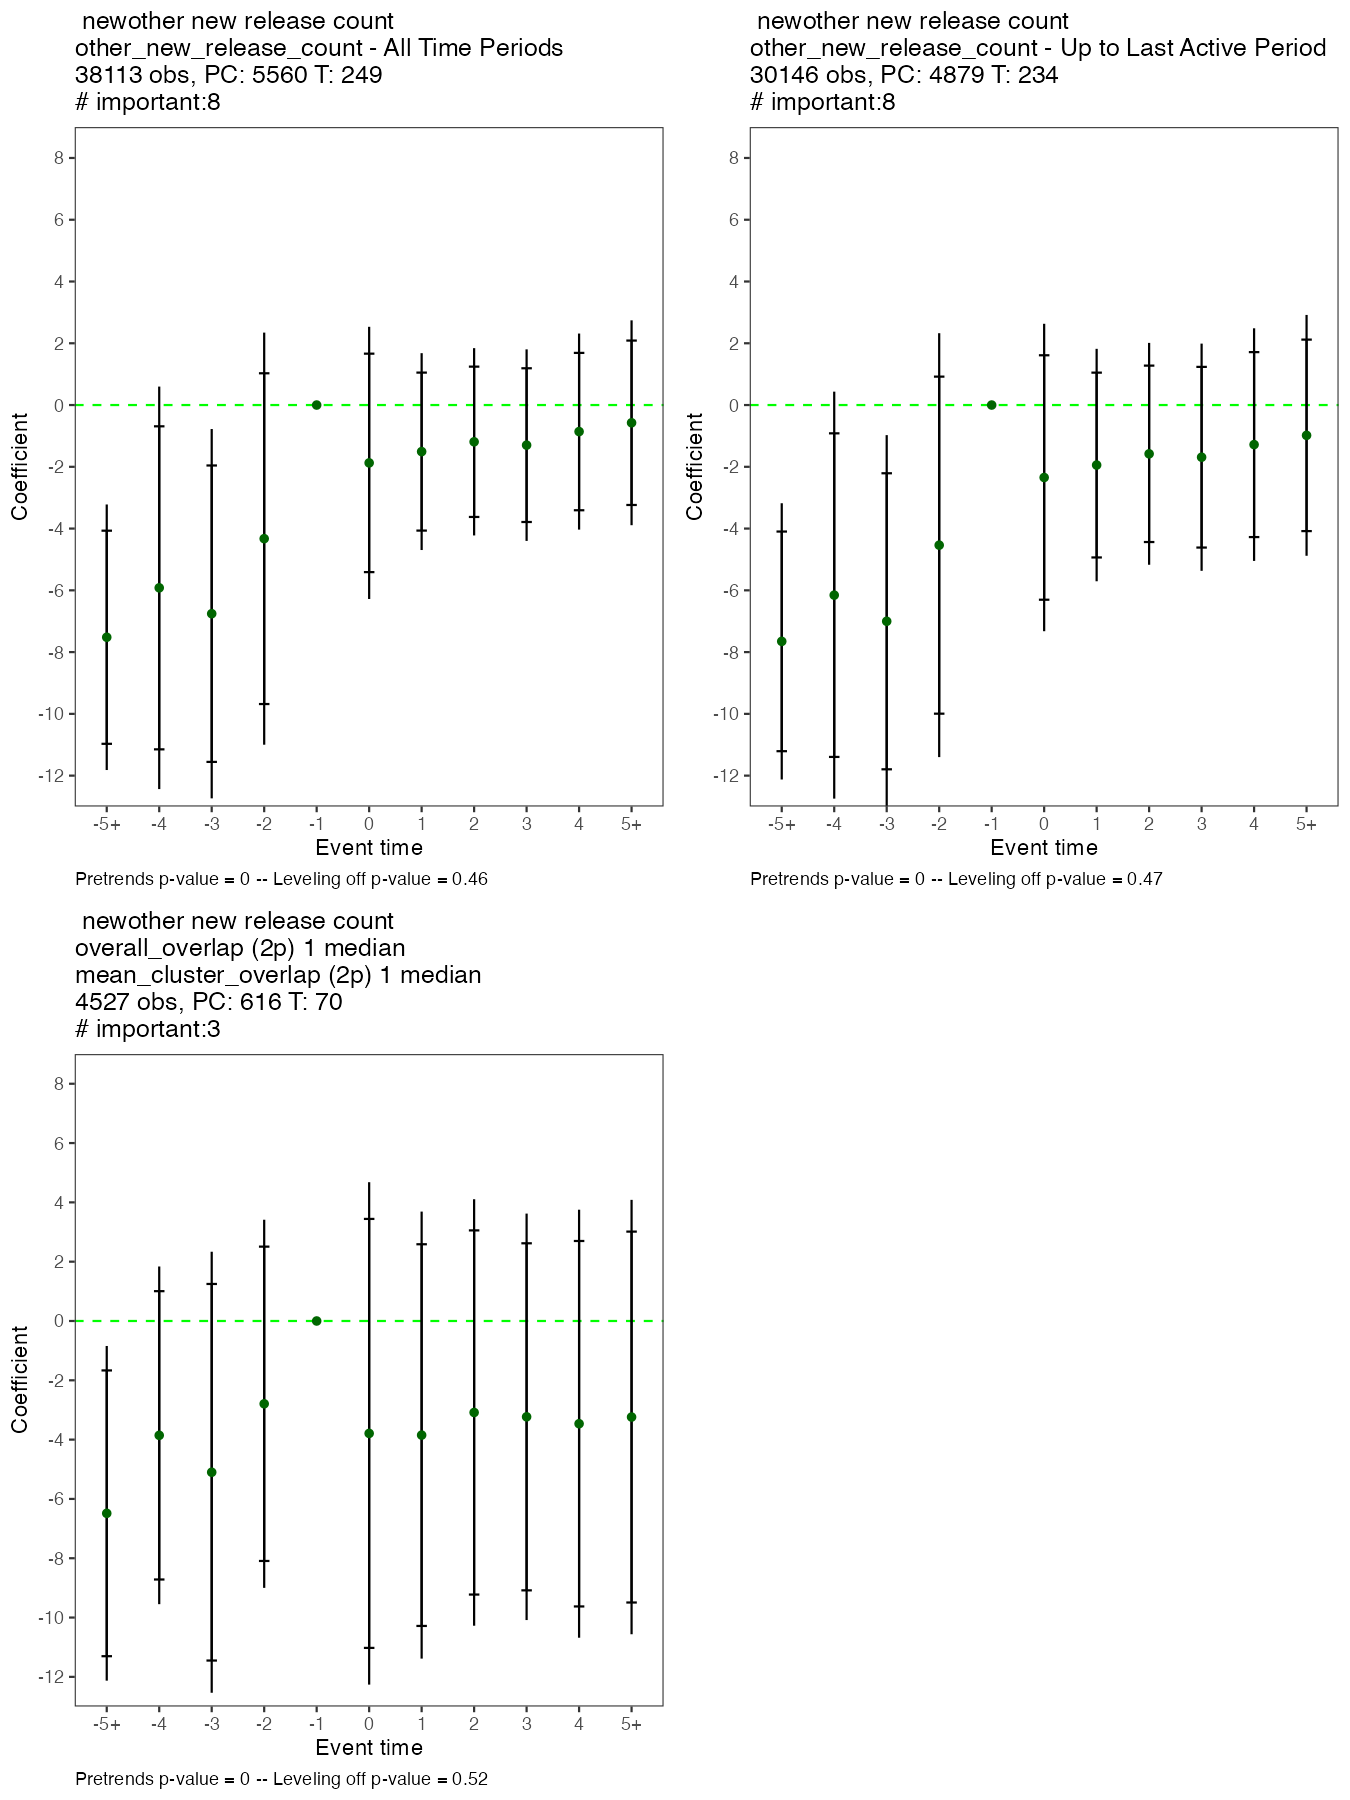 newother new release count
other_new_release_count - All Time Periods
38113 obs, PC: 5560 T: 249
# important:8
8
6
4
2
0
-2
-4
-6
-8
-10
-12
Coefficient
-5+ -4 -3 -2 -1 0 1 2 3 4 5+
Event time
Pretrends p-value = 0 -- Leveling off p-value = 0.46
newother new release count
other_new_release_count - Up to Last Active Period
30146 obs, PC: 4879 T: 234
# important:8
8
6
4
2
0
-2
-4
-6
-8
-10
-12
Coefficient
-5+ -4 -3 -2 -1 0 1 2 3 4 5+
Event time
Pretrends p-value = 0 -- Leveling off p-value = 0.47
newother new release count
overall_overlap (2p) 1 median
mean_cluster_overlap (2p) 1 median
4527 obs, PC: 616 T: 70
# important:3
8
6
4
2
0
-2
-4
-6
-8
-10
-12
Coefficient
-5+ -4 -3 -2 -1 0 1 2 3 4 5+
Event time
Pretrends p-value = 0 -- Leveling off p-value = 0.52